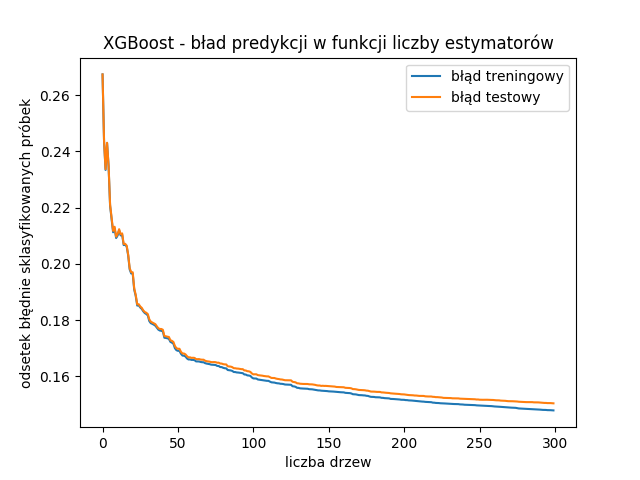 XGBoost - bład predykcji w funkcji liczby estymatorów
błąd treningowy
błąd testowy
odsetek błędnie sklasyfikowanych próbek
0.26
0.24
0.22
0.20
0.18
0.16
0
50
100
150
200
250
300
liczba drzew